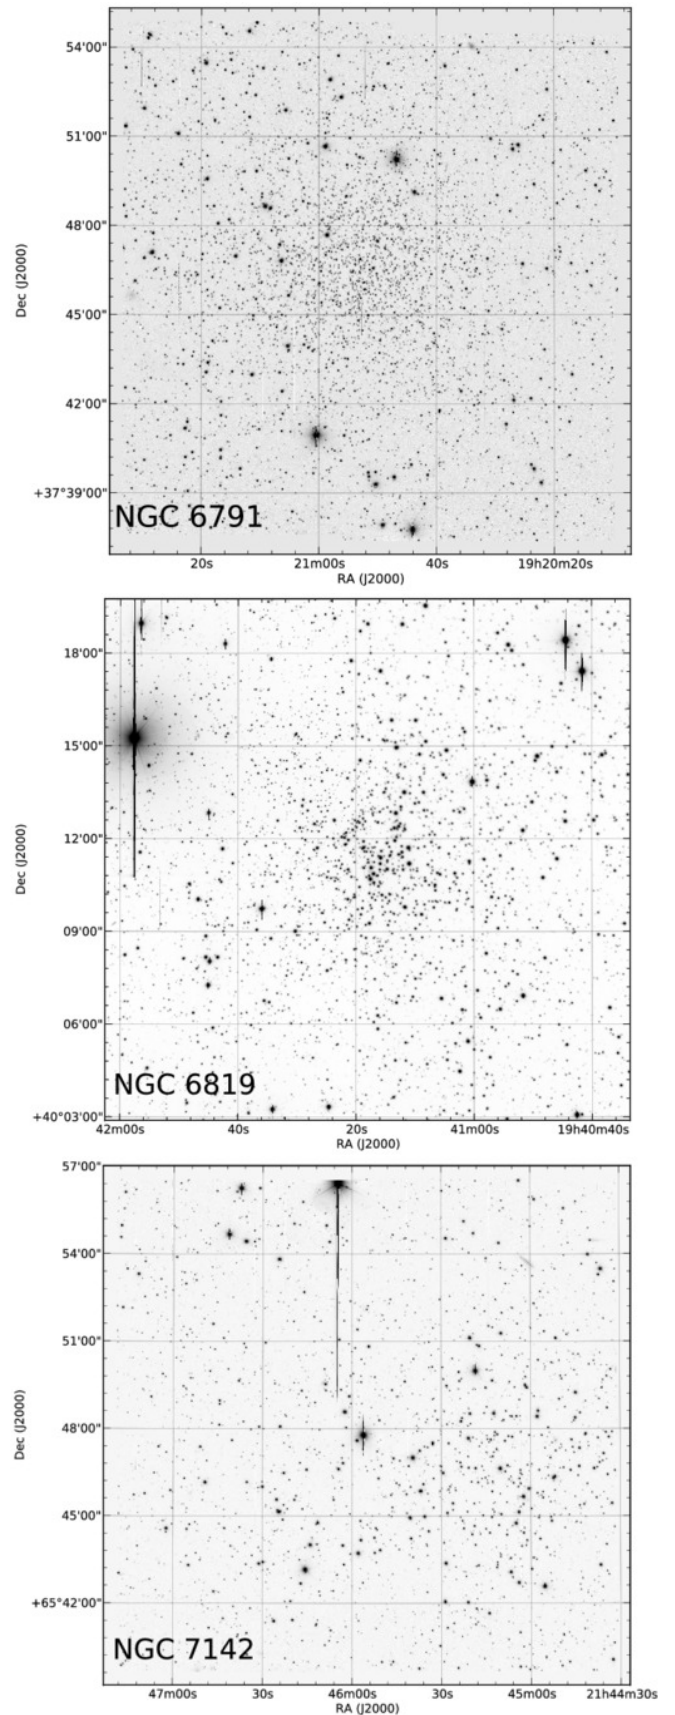 54'00"
51'00"
48'00"
45'00"
42'00"
+37°39'00"
Dec (J2000)
NGC 6791
20s 21m00s 40s 19h20m20s
RA (J2000)
18'00"
15'00"
12'00"
09'00"
06'00"
+40°03'00"
Dec (J2000)
NGC 6819
42m00s 40s 20s 41m00s 19h40m40s
RA (J2000)
57'00"
54'00"
51'00"
48'00"
45'00"
+65°42'00"
Dec (J2000)
NGC 7142
47m00s 30s 46m00s 30s 45m00s 21h44m30s
RA (J2000)